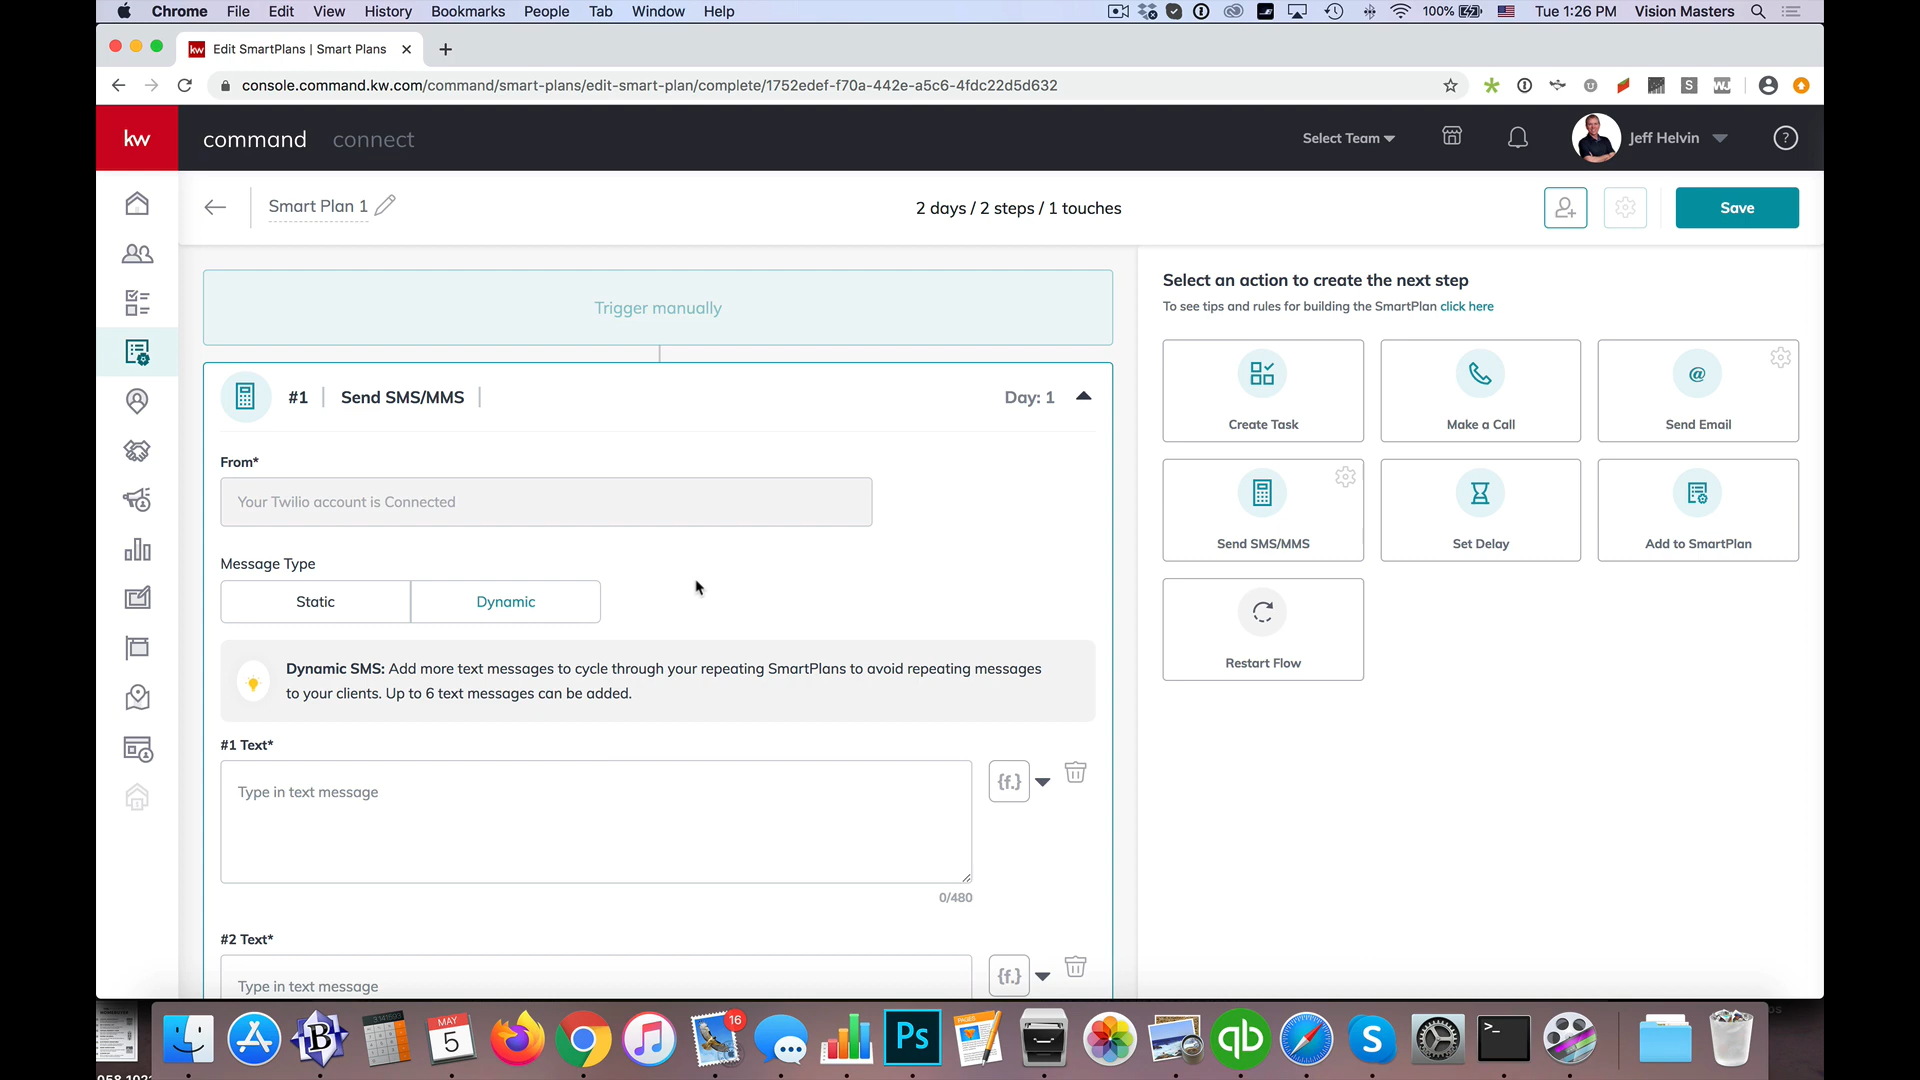 Chrome File Edit View History Bookmarks People Tab Window Help
100% Tue 1:26 PM Vision Masters
kw Edit SmartPlans | Smart Plans
console.command.kw.com/command/smart-plans/edit-smart-plan/complete/1752edef-f70a-442e-a5c6-4fdc22d5d632
kw command connect
Select Team Jeff Helvin ?
Smart Plan 1
2 days / 2 steps / 1 touches
Save
Trigger manually
#1 Send SMS/MMS Day: 1
From*
Your Twilio account is Connected
Message Type
Static Dynamic
Dynamic SMS: Add more text messages to cycle through your repeating SmartPlans to avoid repeating messages
to your clients. Up to 6 text messages can be added.
#1 Text*
Type in text message
{f.}
0/480
#2 Text*
Type in text message
{f.}
Select an action to create the next step
To see tips and rules for building the SmartPlan click here
Create Task
Make a Call
@
Send Email
Send SMS/MMS
Set Delay
Add to SmartPlan
Restart Flow
MAY
5
16
Ps
PAGES
qb
S
>_